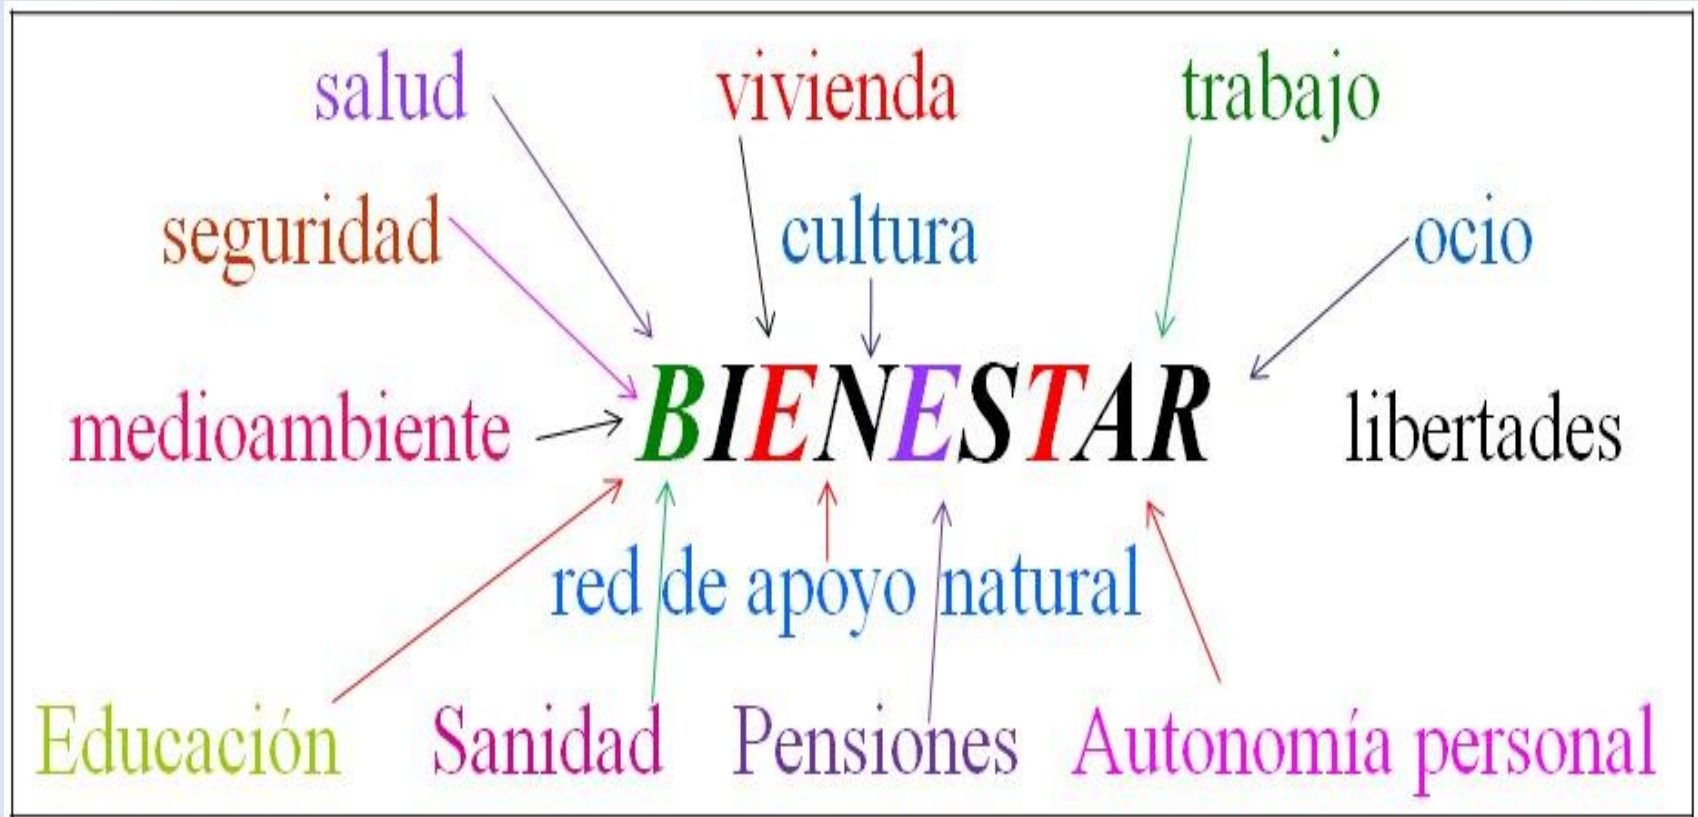 salud vivienda trabajo
seguridad cultura ocio
medioambiente BIENESTAR libertades
red de apoyo natural
Educación Sanidad Pensiones Autonomía personal